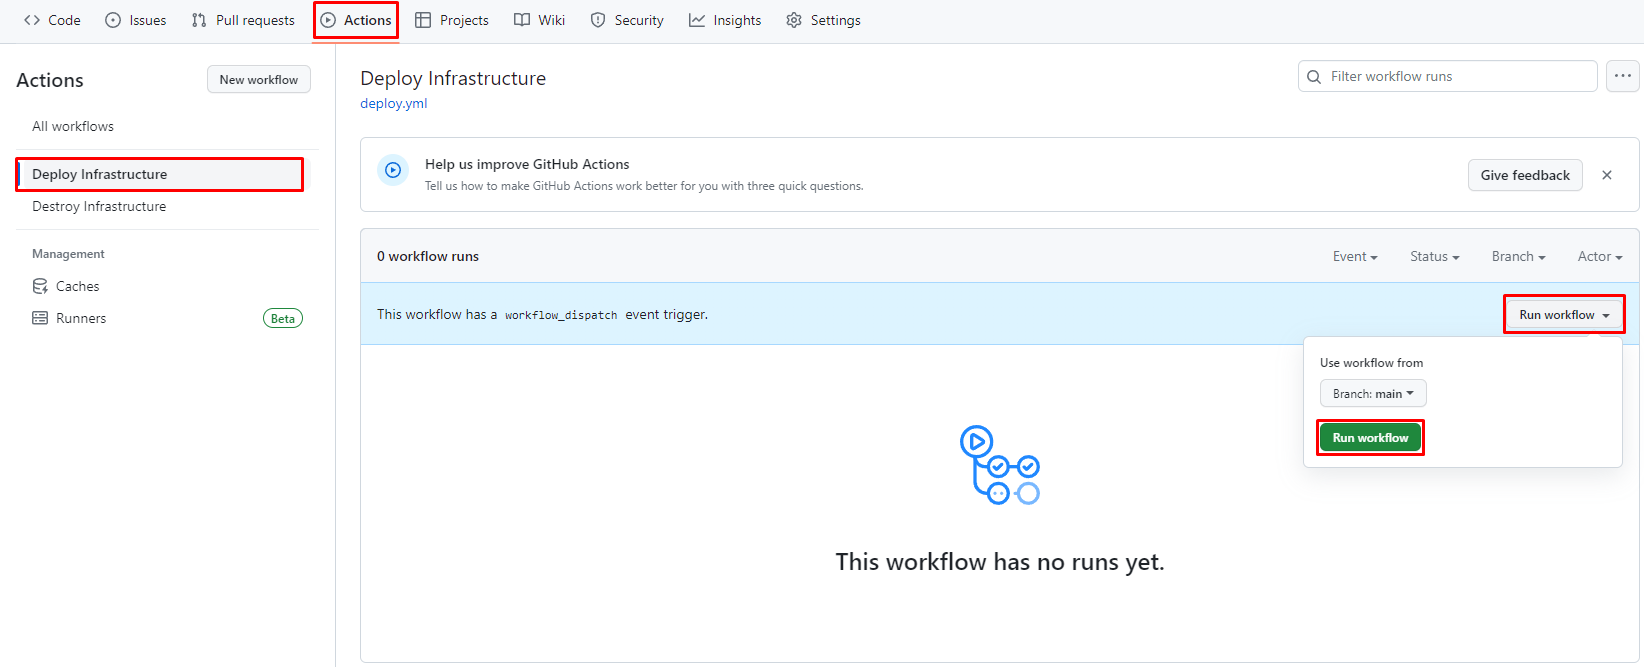 Code Issues Pull requests Actions Projects Wiki Security Insights Settings
Actions
New workflow
All workflows
Deploy Infrastructure
Destroy Infrastructure
Management
Caches
Runners Beta
Deploy Infrastructure
deploy.yml
Filter workflow runs
...
Help us improve GitHub Actions
Tell us how to make GitHub Actions work better for you with three quick questions.
Give feedback
0 workflow runs
Event Status Branch Actor
This workflow has a workflow_dispatch event trigger.
Run workflow
Use workflow from
Branch: main
Run workflow
This workflow has no runs yet.